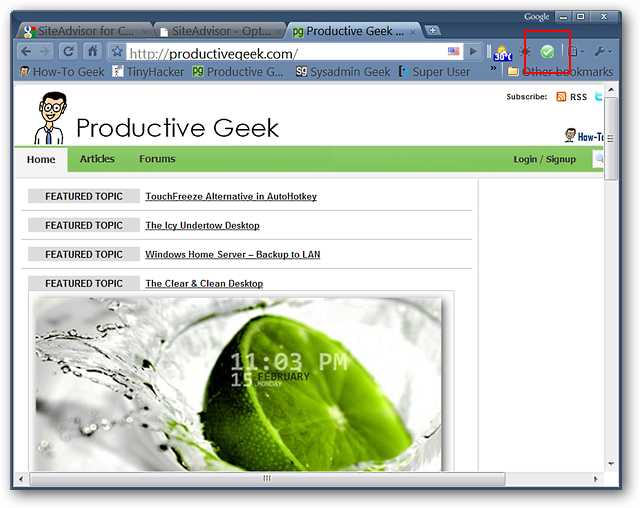 Google
SiteAdvisor for C... SiteAdvisor - Opt... pg Productive Geek ...
http://productivegeek.com/ 30°C
How-To Geek TinyHacker pg Productive G... SG Sysadmin Geek Super User » Other bookmarks
Subscribe: RSS
Productive Geek
How-T
Home Articles Forums Login / Signup
FEATURED TOPIC TouchFreeze Alternative in AutoHotkey
FEATURED TOPIC The Icy Undertow Desktop
FEATURED TOPIC Windows Home Server – Backup to LAN
FEATURED TOPIC The Clear & Clean Desktop
11:03 PM
15 FEBRUARY
MONDAY